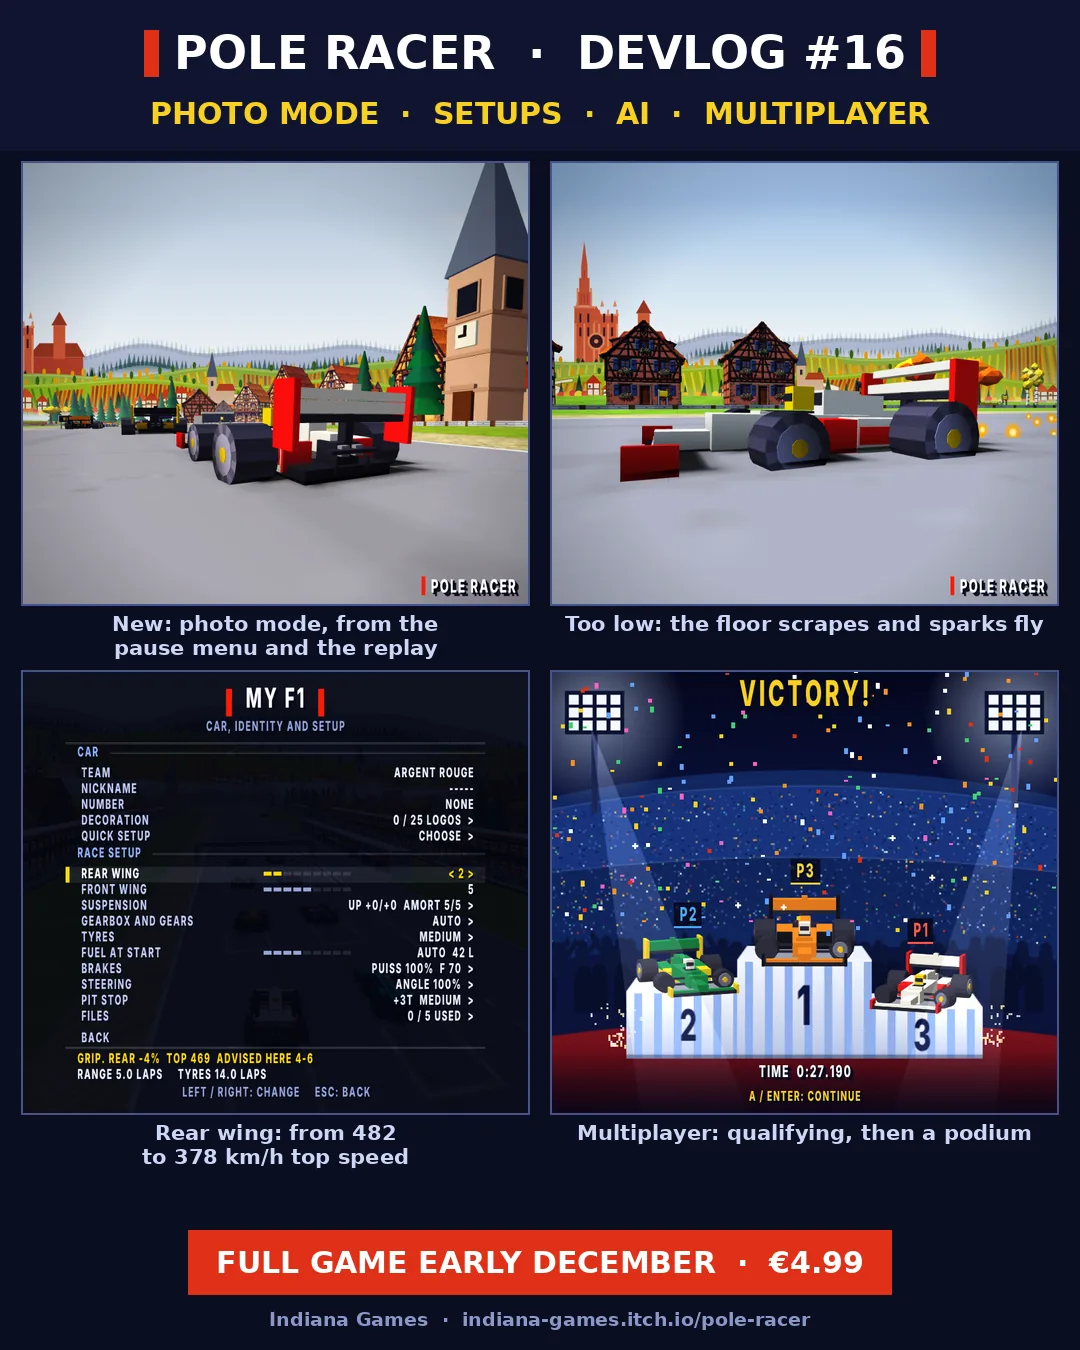 POLE RACER · DEVLOG #16
PHOTO MODE · SETUPS · AI · MULTIPLAYER
POLE RACER
POLE RACER
New: photo mode, from the
pause menu and the replay
Too low: the floor scrapes and sparks fly
MY F1
CAR, IDENTITY AND SETUP
CAR
TEAM ARGENT ROUGE
NICKNAME -----
NUMBER NONE
DECORATION 0 / 25 LOGOS >
QUICK SETUP CHOOSE >
RACE SETUP
REAR WING < 2 >
FRONT WING 5
SUSPENSION UP +0/+0 AMORT 5/5 >
GEARBOX AND GEARS AUTO >
TYRES MEDIUM >
FUEL AT START AUTO 42 L
BRAKES PUISS 100% F 70 >
STEERING ANGLE 100% >
PIT STOP +3T MEDIUM >
FILES 0 / 5 USED >
BACK
GRIP. REAR -4% TOP 469 ADVISED HERE 4-6
RANGE 5.0 LAPS TYRES 14.0 LAPS
LEFT / RIGHT: CHANGE ESC: BACK
VICTORY!
P3
P2
P1
1
2
3
TIME 0:27.190
A / ENTER: CONTINUE
Rear wing: from 482
to 378 km/h top speed
Multiplayer: qualifying, then a podium
FULL GAME EARLY DECEMBER · €4.99
Indiana Games · indiana-games.itch.io/pole-racer